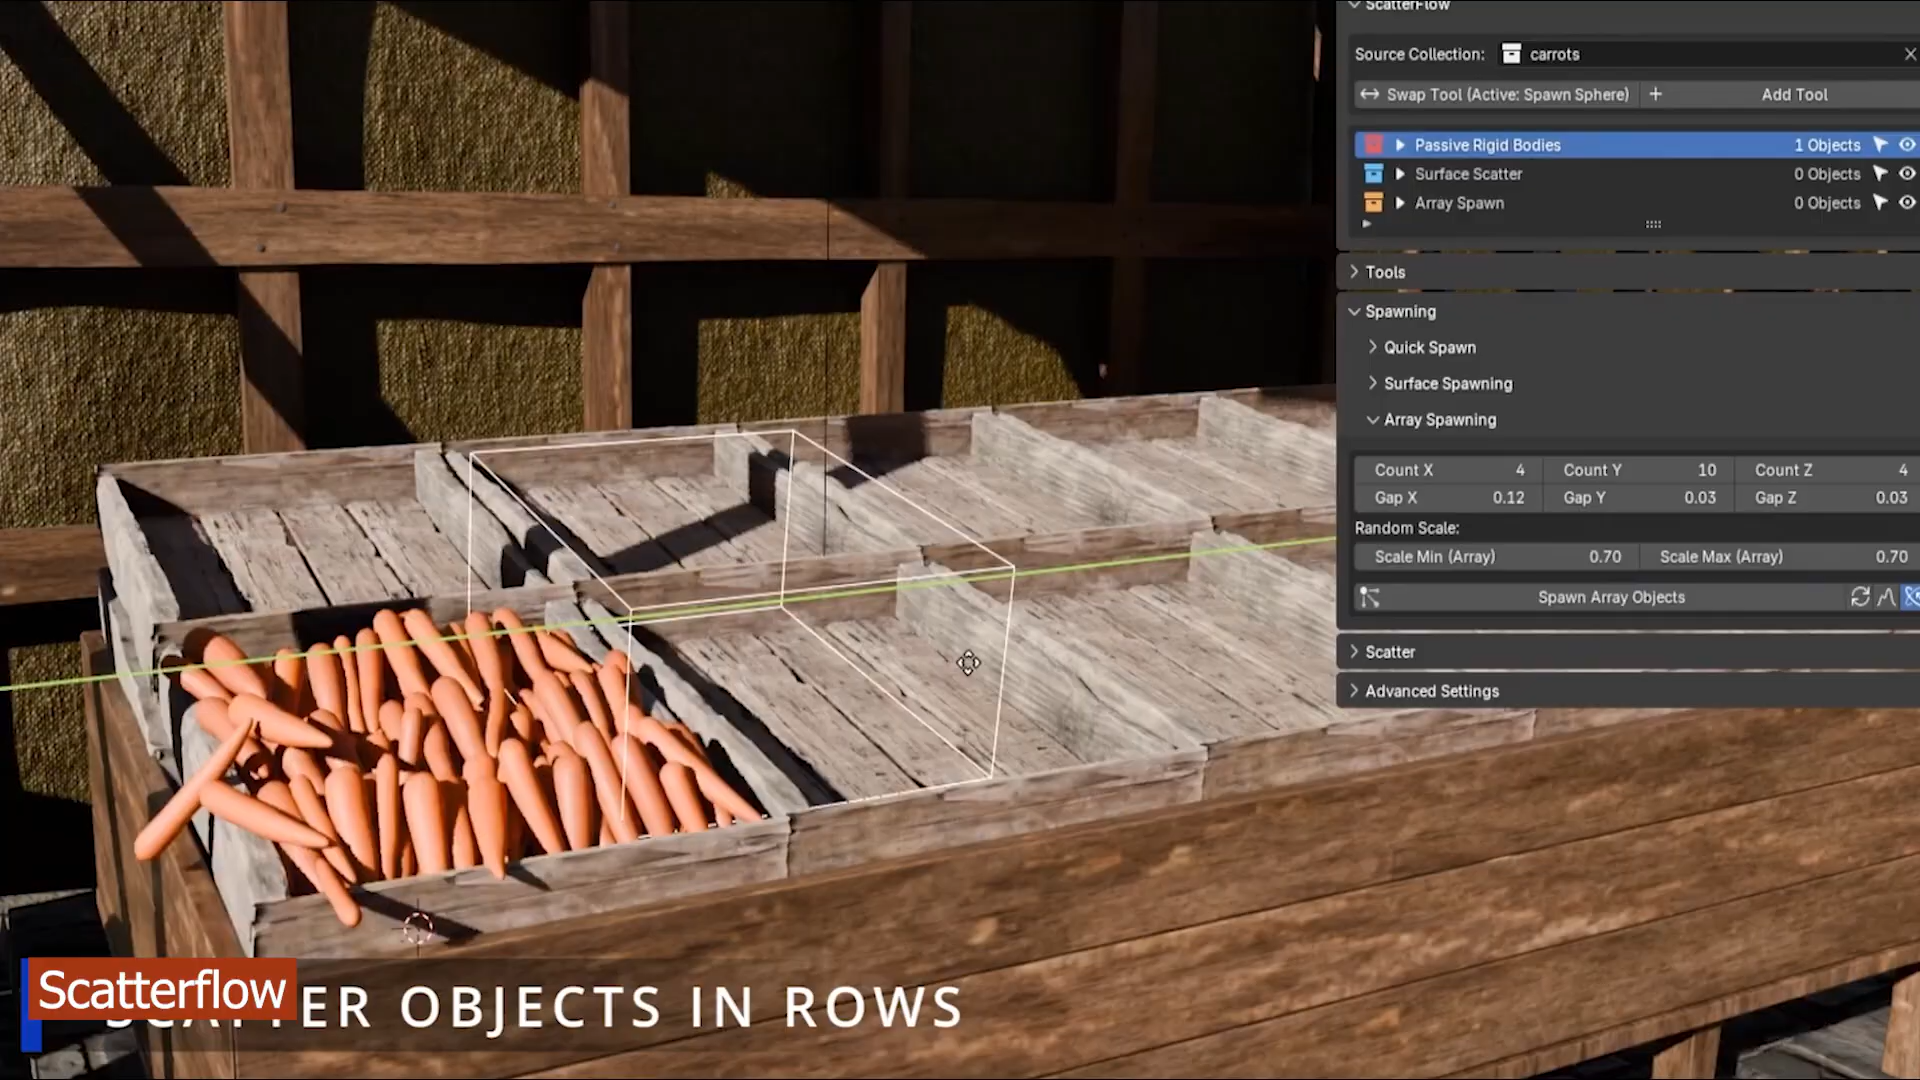 ScatterFlow
Source Collection: carrots
Swap Tool (Active: Spawn Sphere) Add Tool
Passive Rigid Bodies 1 Objects
Surface Scatter 0 Objects
Array Spawn 0 Objects
Tools
Spawning
Quick Spawn
Surface Spawning
Array Spawning
Count X 4 Count Y 10 Count Z 4
Gap X 0.12 Gap Y 0.03 Gap Z 0.03
Random Scale:
Scale Min (Array) 0.70 Scale Max (Array) 0.70
Spawn Array Objects
Scatter
Advanced Settings
Scatterflow
SCATTER OBJECTS IN ROWS